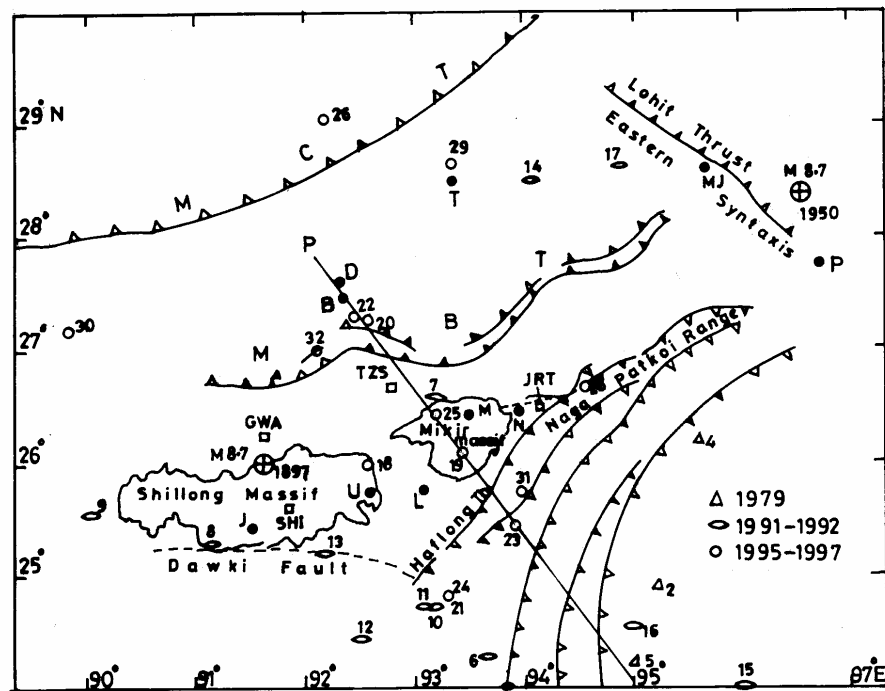 T
29° N
26
C
Lohit Thrust
Eastern Syntaxis
29
T
14
17
MJ
M 8.7
1950
M
28°
P
D
T
P
B
22
20
B
27°
30
32
M
TZS
Naga Patkoi Range
JRT
7
25
M
Mikir
massif
N
GWA
19
4
26°
M 8.7
1897
18
Shillong Massif
U
L
31
J
SHI
Haflong Th
23
9
8
13
Dawki Fault
△ 1979
1991-1992
○ 1995-1997
25°
24
11
21
10
2
12
16
6
5
15
90°
91°
92°
93°
94°
95°
97E